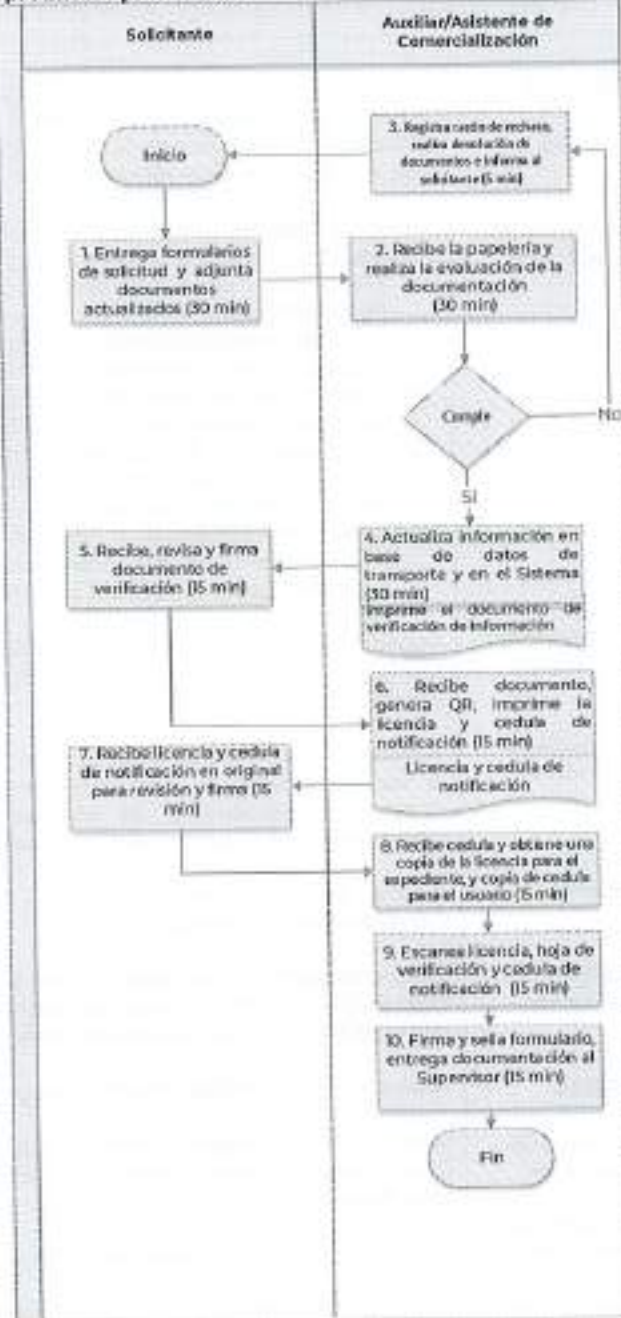 Solicitante
Auxiliar/Asistente de
Comercialización
Inicio
3. Registra razón de rechazo,
realiza devolución de
documentos e informa al
solicitante (5 min)
1. Entrega formularios
de solicitud y adjunta
documentos
actualizados (30 min)
2. Recibe la papelería y
realiza la evaluación de la
documentación
(30 min)
Cumple
No
Si
4. Actualiza información en
base de datos de
transporte y en el Sistema
(30 min)
Imprime el documento de
verificación de información
5. Recibe, revisa y firma
documento de
verificación (15 min)
6. Recibe documento,
genera QR, imprime la
licencia y cedula de
notificación (15 min)
Licencia y cedula de
notificación
7. Recibe licencia y cedula
de notificación en original
para revisión y firma (15
min)
8. Recibe cedula y obtiene una
copia de la licencia para el
expediente, y copia de cedula
para el usuario (15 min)
9. Escanea licencia, hoja de
verificación y cedula de
notificación (15 min)
10. Firma y sella formulario,
entrega documentación al
Supervisor (15 min)
Fin